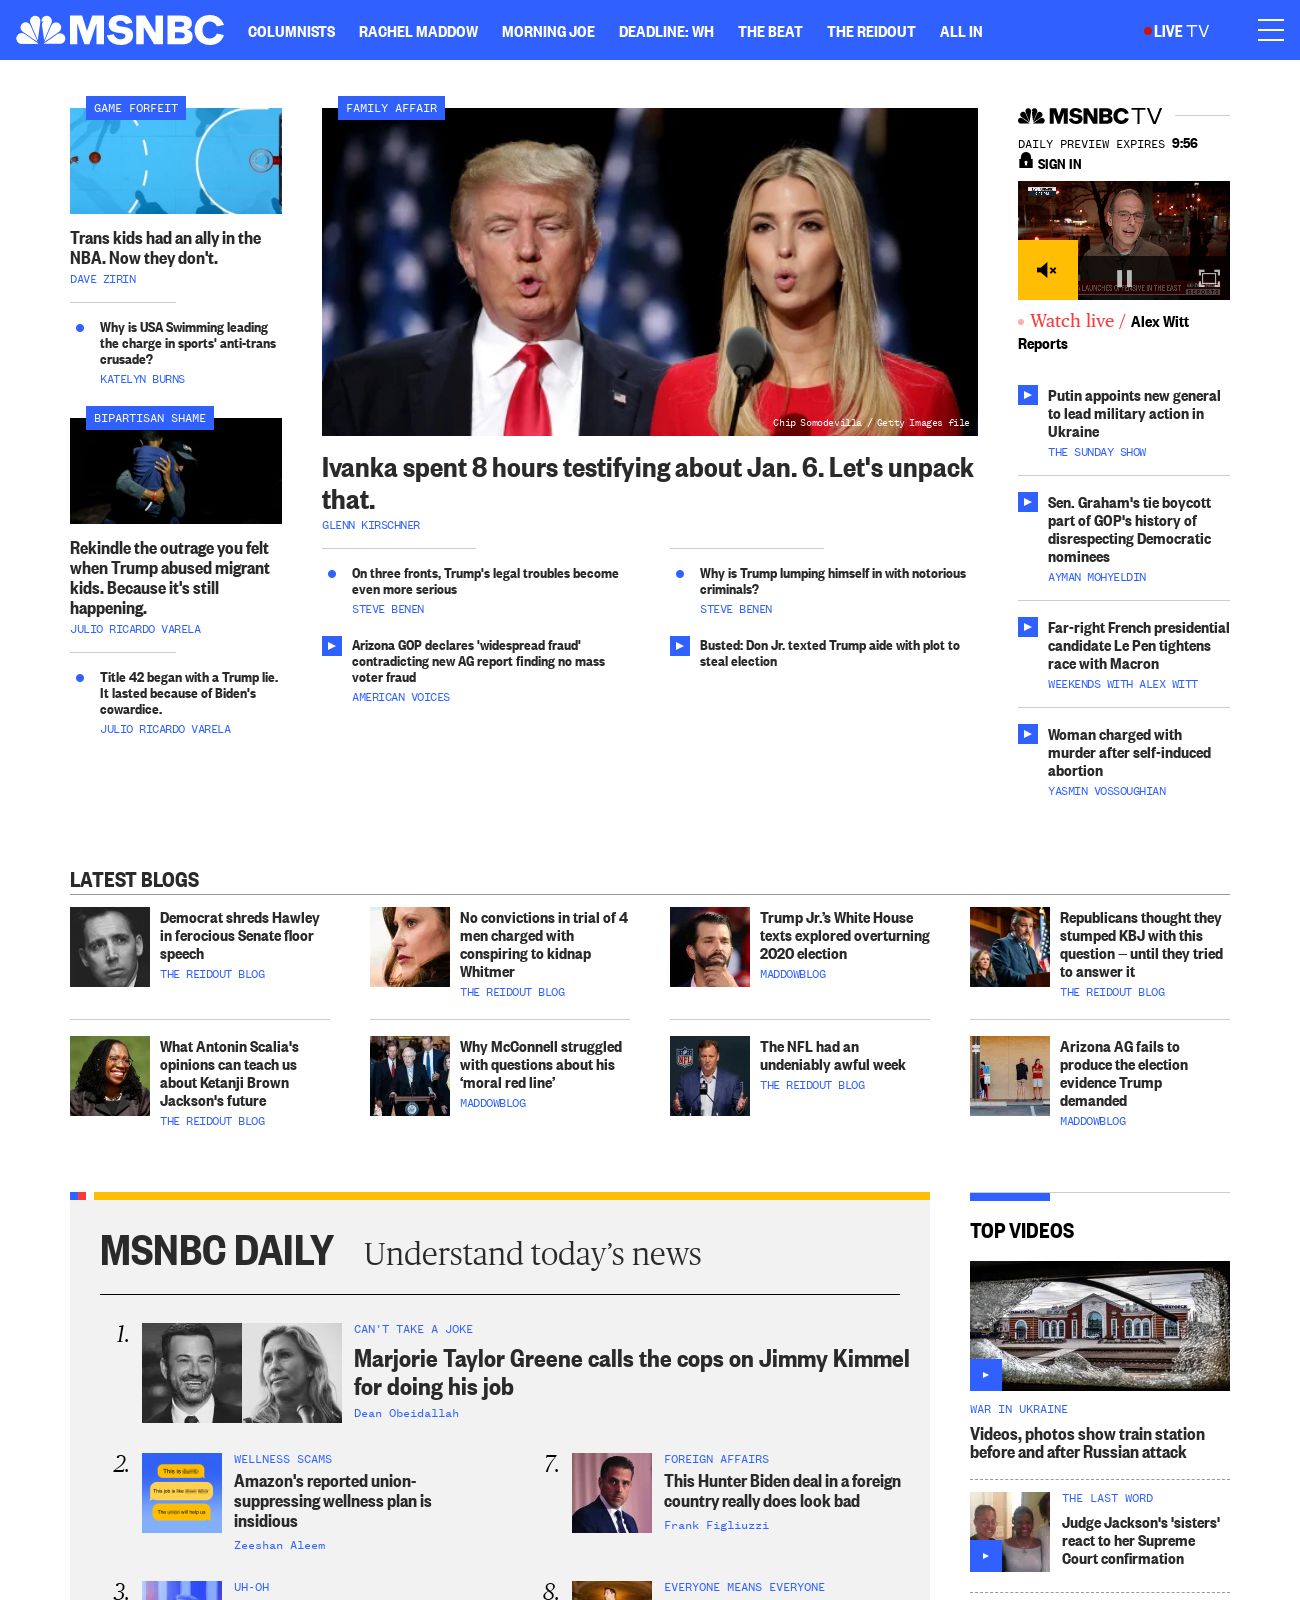 MSNBC COLUMNISTS RACHEL MADDOW MORNING JOE DEADLINE: WH THE BEAT THE REIDOUT ALL IN LIVE TV
GAME FORFEIT
Trans kids had an ally in the
NBA. Now they don't.
DAVE ZIRIN
Why is USA Swimming leading
the charge in sports' anti-trans
crusade?
KATELYN BURNS
BIPARTISAN SHAME
Rekindle the outrage you felt
when Trump abused migrant
kids. Because it's still
happening.
JULIO RICARDO VARELA
Title 42 began with a Trump lie.
It lasted because of Biden's
cowardice.
JULIO RICARDO VARELA
FAMILY AFFAIR
Chip Somodevilla / Getty Images file
Ivanka spent 8 hours testifying about Jan. 6. Let's unpack
that.
GLENN KIRSCHNER
On three fronts, Trump's legal troubles become
even more serious
STEVE BENEN
Why is Trump lumping himself in with notorious
criminals?
STEVE BENEN
Arizona GOP declares 'widespread fraud'
contradicting new AG report finding no mass
voter fraud
AMERICAN VOICES
Busted: Don Jr. texted Trump aide with plot to
steal election
MSNBC TV
DAILY PREVIEW EXPIRES 9:56
SIGN IN
LAUNCHES OFFENSIVE IN THE EAST
REPORTS
Watch live / Alex Witt
Reports
Putin appoints new general
to lead military action in
Ukraine
THE SUNDAY SHOW
Sen. Graham's tie boycott
part of GOP's history of
disrespecting Democratic
nominees
AYMAN MOHYELDIN
Far-right French presidential
candidate Le Pen tightens
race with Macron
WEEKENDS WITH ALEX WITT
Woman charged with
murder after self-induced
abortion
YASMIN VOSSOUGHIAN
LATEST BLOGS
Democrat shreds Hawley
in ferocious Senate floor
speech
THE REIDOUT BLOG
No convictions in trial of 4
men charged with
conspiring to kidnap
Whitmer
THE REIDOUT BLOG
Trump Jr.'s White House
texts explored overturning
2020 election
MADDOWBLOG
Republicans thought they
stumped KBJ with this
question — until they tried
to answer it
THE REIDOUT BLOG
What Antonin Scalia's
opinions can teach us
about Ketanji Brown
Jackson's future
THE REIDOUT BLOG
Why McConnell struggled
with questions about his
‘moral red line’
MADDOWBLOG
NFL
The NFL had an
undeniably awful week
THE REIDOUT BLOG
Arizona AG fails to
produce the election
evidence Trump
demanded
MADDOWBLOG
MSNBC DAILY Understand today’s news
1.
CAN'T TAKE A JOKE
Marjorie Taylor Greene calls the cops on Jimmy Kimmel
for doing his job
Dean Obeidallah
2.
This is dumb
This job is like
The union will help us
WELLNESS SCAMS
Amazon's reported union-
suppressing wellness plan is
insidious
Zeeshan Aleem
7.
FOREIGN AFFAIRS
This Hunter Biden deal in a foreign
country really does look bad
Frank Figliuzzi
3.
UH-OH
8.
EVERYONE MEANS EVERYONE
TOP VIDEOS
WAR IN UKRAINE
Videos, photos show train station
before and after Russian attack
THE LAST WORD
Judge Jackson's 'sisters'
react to her Supreme
Court confirmation